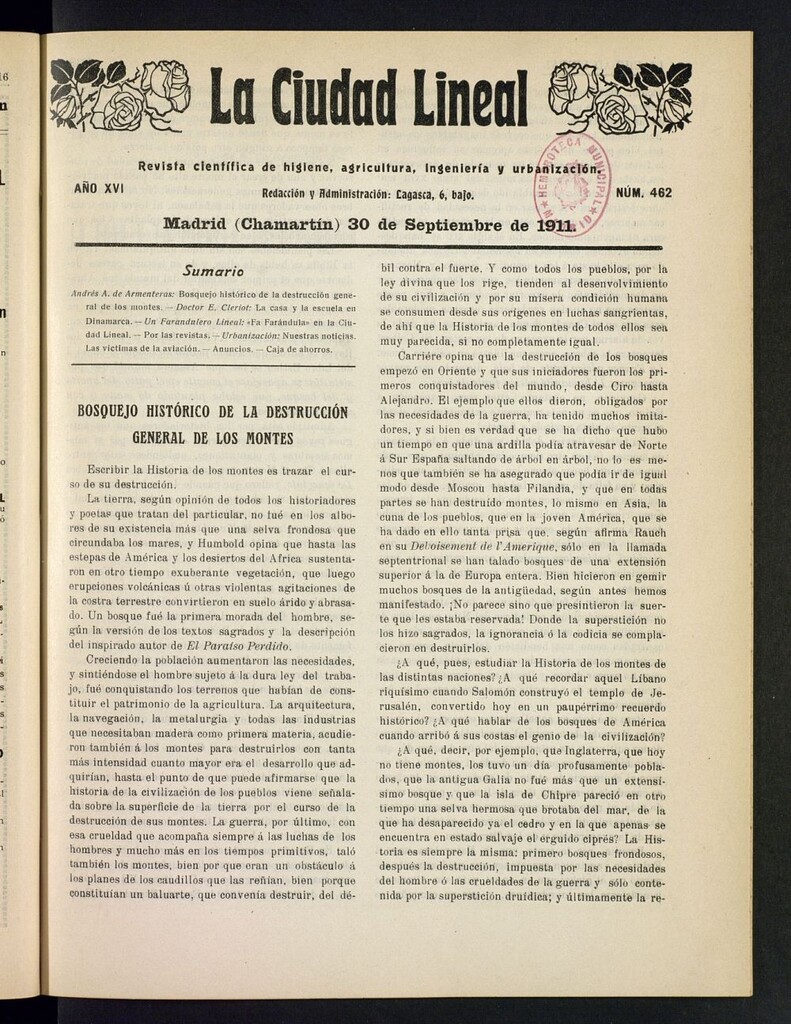 La Ciudad Lineal
Revista científica de higiene, agricultura, ingeniería y urbanización.
AÑO XVI
Redacción y Administración: Lagasca, 6, bajo.
NÚM. 462
HEMEROTECA MUNICIPAL
Madrid (Chamartín) 30 de Septiembre de 1911.
Sumario
Andrés A. de Armenteras: Bosquejo histórico de la destrucción gene-
ral de los montes. — Doctor E. Cleriot: La casa y la escuela en
Dinamarca. — Un Farandulero Lineal: «Fa Farándula» en la Ciu-
dad Lineal. — Por las revistas. — Urbanización: Nuestras noticias.
Las víctimas de la aviación. — Anuncios. — Caja de ahorros.
BOSQUEJO HISTÓRICO DE LA DESTRUCCIÓN
GENERAL DE LOS MONTES
Escribir la Historia de los montes es trazar el cur-
so de su destrucción.
La tierra, según opinión de todos los historiadores
y poetas que tratan del particular, no fué en los albo-
res de su existencia más que una selva frondosa que
circundaba los mares, y Humbold opina que hasta las
estepas de América y los desiertos del Africa sustenta-
ron en otro tiempo exuberante vegetación, que luego
erupciones volcánicas ú otras violentas agitaciones de
la costra terrestre convirtieron en suelo árido y abrasa-
do. Un bosque fué la primera morada del hombre, se-
gún la versión de los textos sagrados y la descripción
del inspirado autor de El Paraíso Perdido.
Creciendo la población aumentaron las necesidades,
y sintiéndose el hombre sujeto á la dura ley del traba-
jo, fué conquistando los terrenos que habían de cons-
tituir el patrimonio de la agricultura. La arquitectura,
la navegación, la metalurgia y todas las industrias
que necesitaban madera como primera materia, acudie-
ron también á los montes para destruirlos con tanta
más intensidad cuanto mayor era el desarrollo que ad-
quirían, hasta el punto de que puede afirmarse que la
historia de la civilización de los pueblos viene señala-
da sobre la superficie de la tierra por el curso de la
destrucción de sus montes. La guerra, por último, con
esa crueldad que acompaña siempre á las luchas de los
hombres y mucho más en los tiempos primitivos, taló
también los montes, bien por que eran un obstáculo á
los planes de los caudillos que las reñían, bien porque
constituían un baluarte, que convenía destruir, del dé-
bil contra el fuerte. Y como todos los pueblos, por la
ley divina que los rige, tienden al desenvolvimiento
de su civilización y por su misera condición humana
se consumen desde sus orígenes en luchas sangrientas,
de ahí que la Historia de los montes de todos ellos sea
muy parecida, si no completamente igual.
Carriére opina que la destrucción de los bosques
empezó en Oriente y que sus iniciadores fueron los pri-
meros conquistadores del mundo, desde Ciro hasta
Alejandro. El ejemplo que ellos dieron, obligados por
las necesidades de la guerra, ha tenido muchos imita-
dores, y si bien es verdad que se ha dicho que hubo
un tiempo en que una ardilla podía atravesar de Norte
á Sur España saltando de árbol en árbol, no lo es me-
nos que también se ha asegurado que podía ir de igual
modo desde Moscou hasta Filandia, y que en todas
partes se han destruído montes, lo mismo en Asia, la
cuna de los pueblos, que en la joven América, que se
ha dado en ello tanta prisa que, según afirma Rauch
en su Deboisement de l'Amerique, sólo en la llamada
septentrional se han talado bosques de una extensión
superior á la de Europa entera. Bien hicieron en gemir
muchos bosques de la antigüedad, según antes hemos
manifestado. ¡No parece sino que presintieron la suer-
te que les estaba reservada! Donde la superstición no
los hizo sagrados, la ignorancia ó la codicia se compla-
cieron en destruirlos.
¿A qué, pues, estudiar la Historia de los montes de
las distintas naciones? ¿A qué recordar aquel Líbano
riquísimo cuando Salomón construyó el templo de Je-
rusalén, convertido hoy en un paupérrimo recuerdo
histórico? ¿A qué hablar de los bosques de América
cuando arribó á sus costas el genio de la civilización?
¿A qué, decir, por ejemplo, que Inglaterra, que hoy
no tiene montes, los tuvo un día profusamente pobla-
dos, que la antigua Galia no fué más que un extensí-
simo bosque y que la isla de Chipre pareció en otro
tiempo una selva hermosa que brotaba del mar, de la
que ha desaparecido ya el cedro y en la que apenas se
encuentra en estado salvaje el erguido ciprés? La His-
toria es siempre la misma: primero bosques frondosos,
después la destrucción, impuesta por las necesidades
del hombre ó las crueldades de la guerra y sólo conte-
nida por la superstición druídica; y últimamente la re-